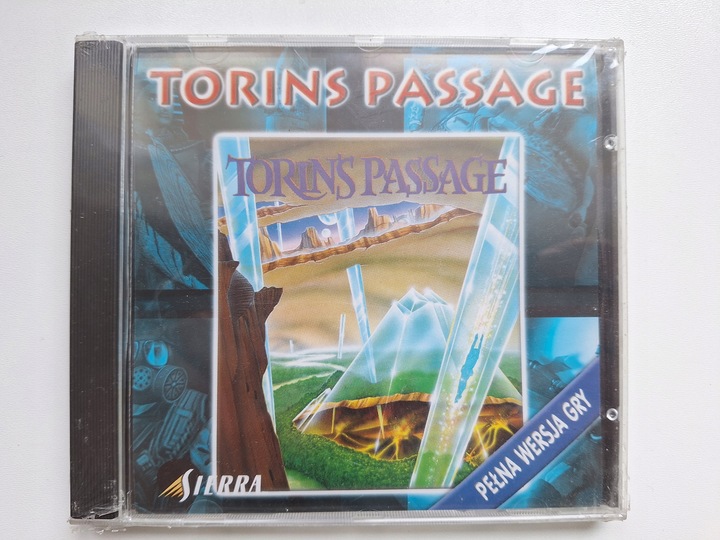 TORINS PASSAGE
TORIN'S PASSAGE
PEŁNA WERSJA GRY
SIERRA